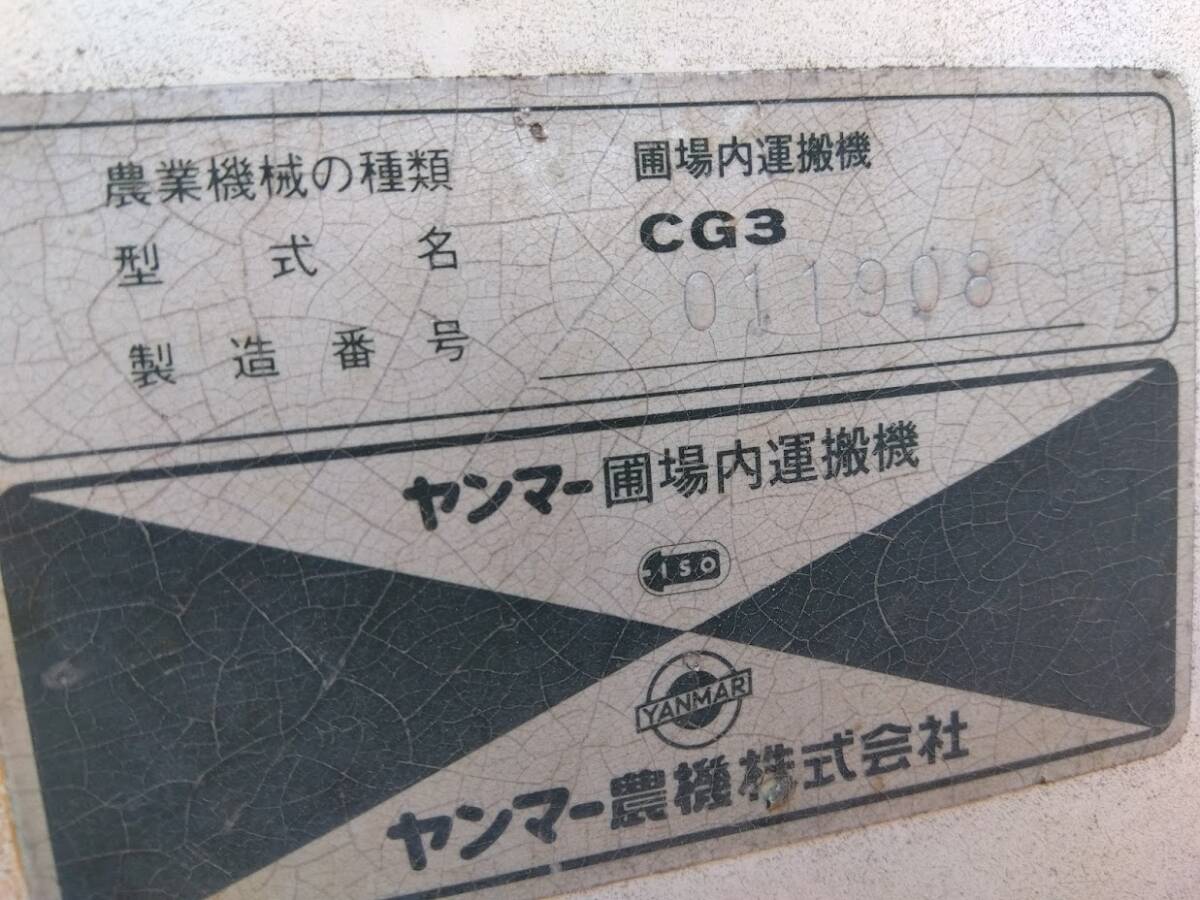 農業機械の種類 圃場内運搬機
型式名 CG3
製造番号 011908
ヤンマー圃場内運搬機
ISO
YANMAR
ヤンマー農機株式会社